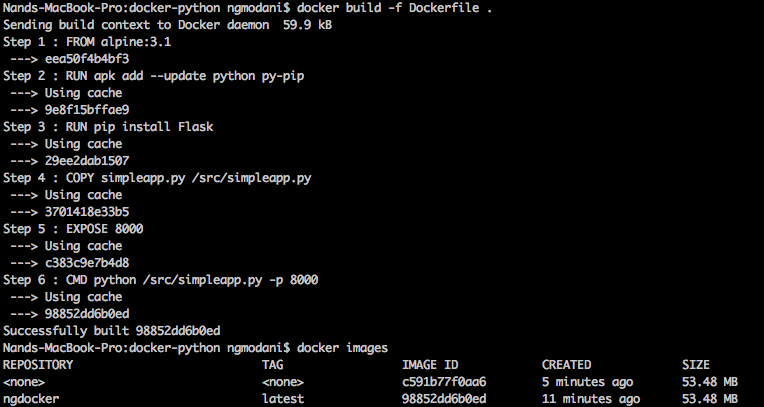 Nands-MacBook-Pro:docker-python ngmodani$ docker build -f Dockerfile .
Sending build context to Docker daemon  59.9 kB
Step 1 : FROM alpine:3.1
 ---> eea50f4b4bf3
Step 2 : RUN apk add --update python py-pip
 ---> Using cache
 ---> 9e8f15bffae9
Step 3 : RUN pip install Flask
 ---> Using cache
 ---> 29ee2dab1507
Step 4 : COPY simpleapp.py /src/simpleapp.py
 ---> Using cache
 ---> 3701418e33b5
Step 5 : EXPOSE 8000
 ---> Using cache
 ---> c383c9e7b4d8
Step 6 : CMD python /src/simpleapp.py -p 8000
 ---> Using cache
 ---> 98852dd6b0ed
Successfully built 98852dd6b0ed
Nands-MacBook-Pro:docker-python ngmodani$ docker images
REPOSITORY                           TAG                 IMAGE ID            CREATED             SIZE
<none>                               <none>              c591b77f0aa6        5 minutes ago       53.48 MB
ngdocker                             latest              98852dd6b0ed        11 minutes ago      53.48 MB